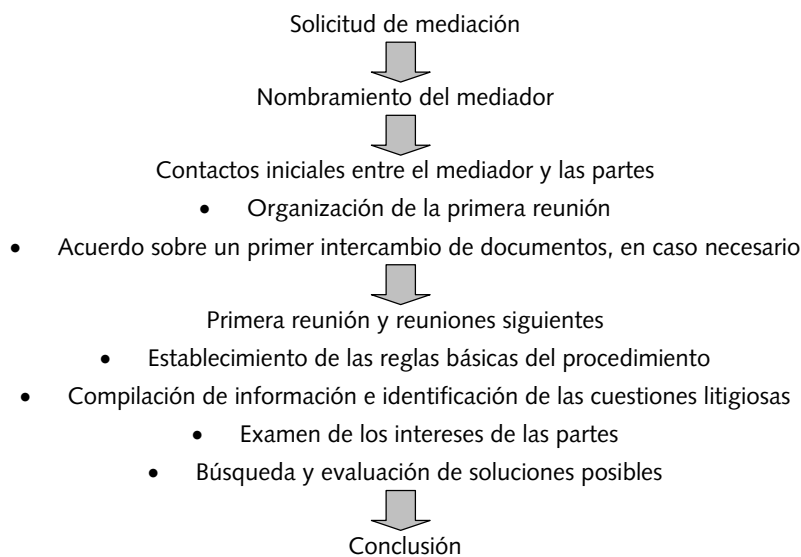 Solicitud de mediación
Nombramiento del mediador
Contactos iniciales entre el mediador y las partes
• Organización de la primera reunión
• Acuerdo sobre un primer intercambio de documentos, en caso necesario
Primera reunión y reuniones siguientes
• Establecimiento de las reglas básicas del procedimiento
• Compilación de información e identificación de las cuestiones litigiosas
• Examen de los intereses de las partes
• Búsqueda y evaluación de soluciones posibles
Conclusión